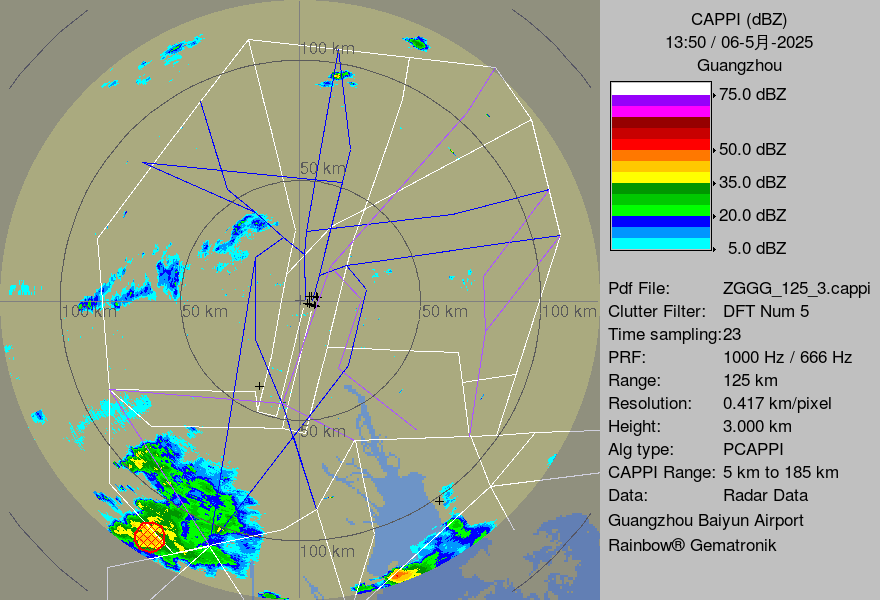 CAPPI (dBZ)
13:50 / 06-5月-2025
Guangzhou
75.0 dBZ
50.0 dBZ
35.0 dBZ
20.0 dBZ
5.0 dBZ
Pdf File: ZGGG_125_3.cappi
Clutter Filter: DFT Num 5
Time sampling:23
PRF: 1000 Hz / 666 Hz
Range: 125 km
Resolution: 0.417 km/pixel
Height: 3.000 km
Alg type: PCAPPI
CAPPI Range: 5 km to 185 km
Data: Radar Data
Guangzhou Baiyun Airport
Rainbow® Gematronik
100 km
50 km
100 km
50 km
50 km
100 km
50 km
100 km